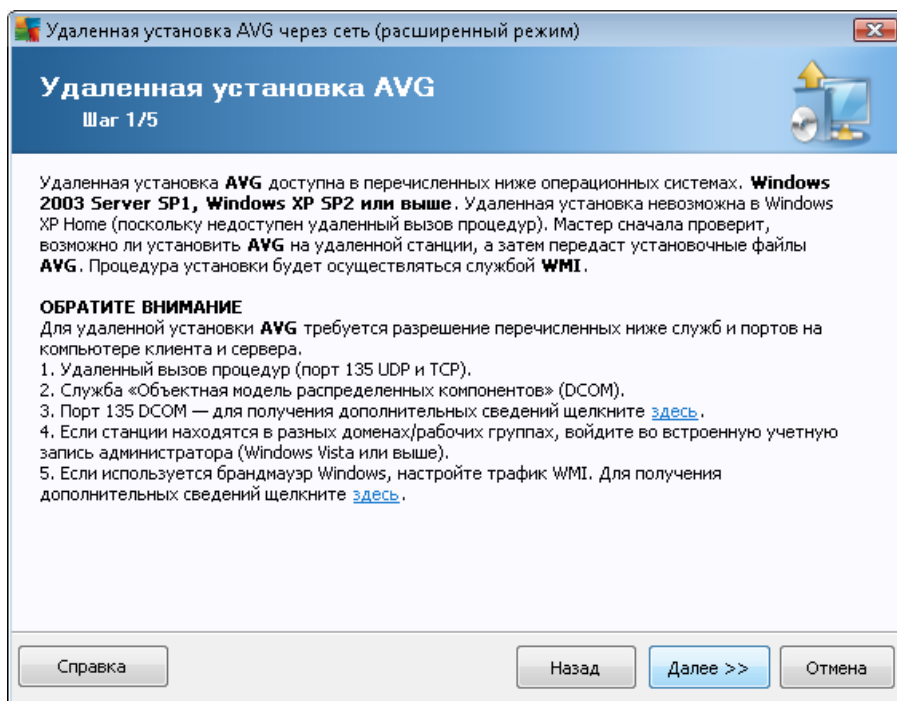 Удаленная установка AVG через сеть (расширенный режим)
Удаленная установка AVG
Шаг 1/5
Удаленная установка AVG доступна в перечисленных ниже операционных системах. Windows
2003 Server SP1, Windows XP SP2 или выше. Удаленная установка невозможна в Windows
XP Home (поскольку недоступен удаленный вызов процедур). Мастер сначала проверит,
возможно ли установить AVG на удаленной станции, а затем передаст установочные файлы
AVG. Процедура установки будет осуществляться службой WMI.
ОБРАТИТЕ ВНИМАНИЕ
Для удаленной установки AVG требуется разрешение перечисленных ниже служб и портов на
компьютере клиента и сервера.
1. Удаленный вызов процедур (порт 135 UDP и TCP).
2. Служба «Объектная модель распределенных компонентов» (DCOM).
3. Порт 135 DCOM — для получения дополнительных сведений щелкните здесь.
4. Если станции находятся в разных доменах/рабочих группах, войдите во встроенную учетную
запись администратора (Windows Vista или выше).
5. Если используется брандмауэр Windows, настройте трафик WMI. Для получения
дополнительных сведений щелкните здесь.
Справка
Назад
Далее >>
Отмена